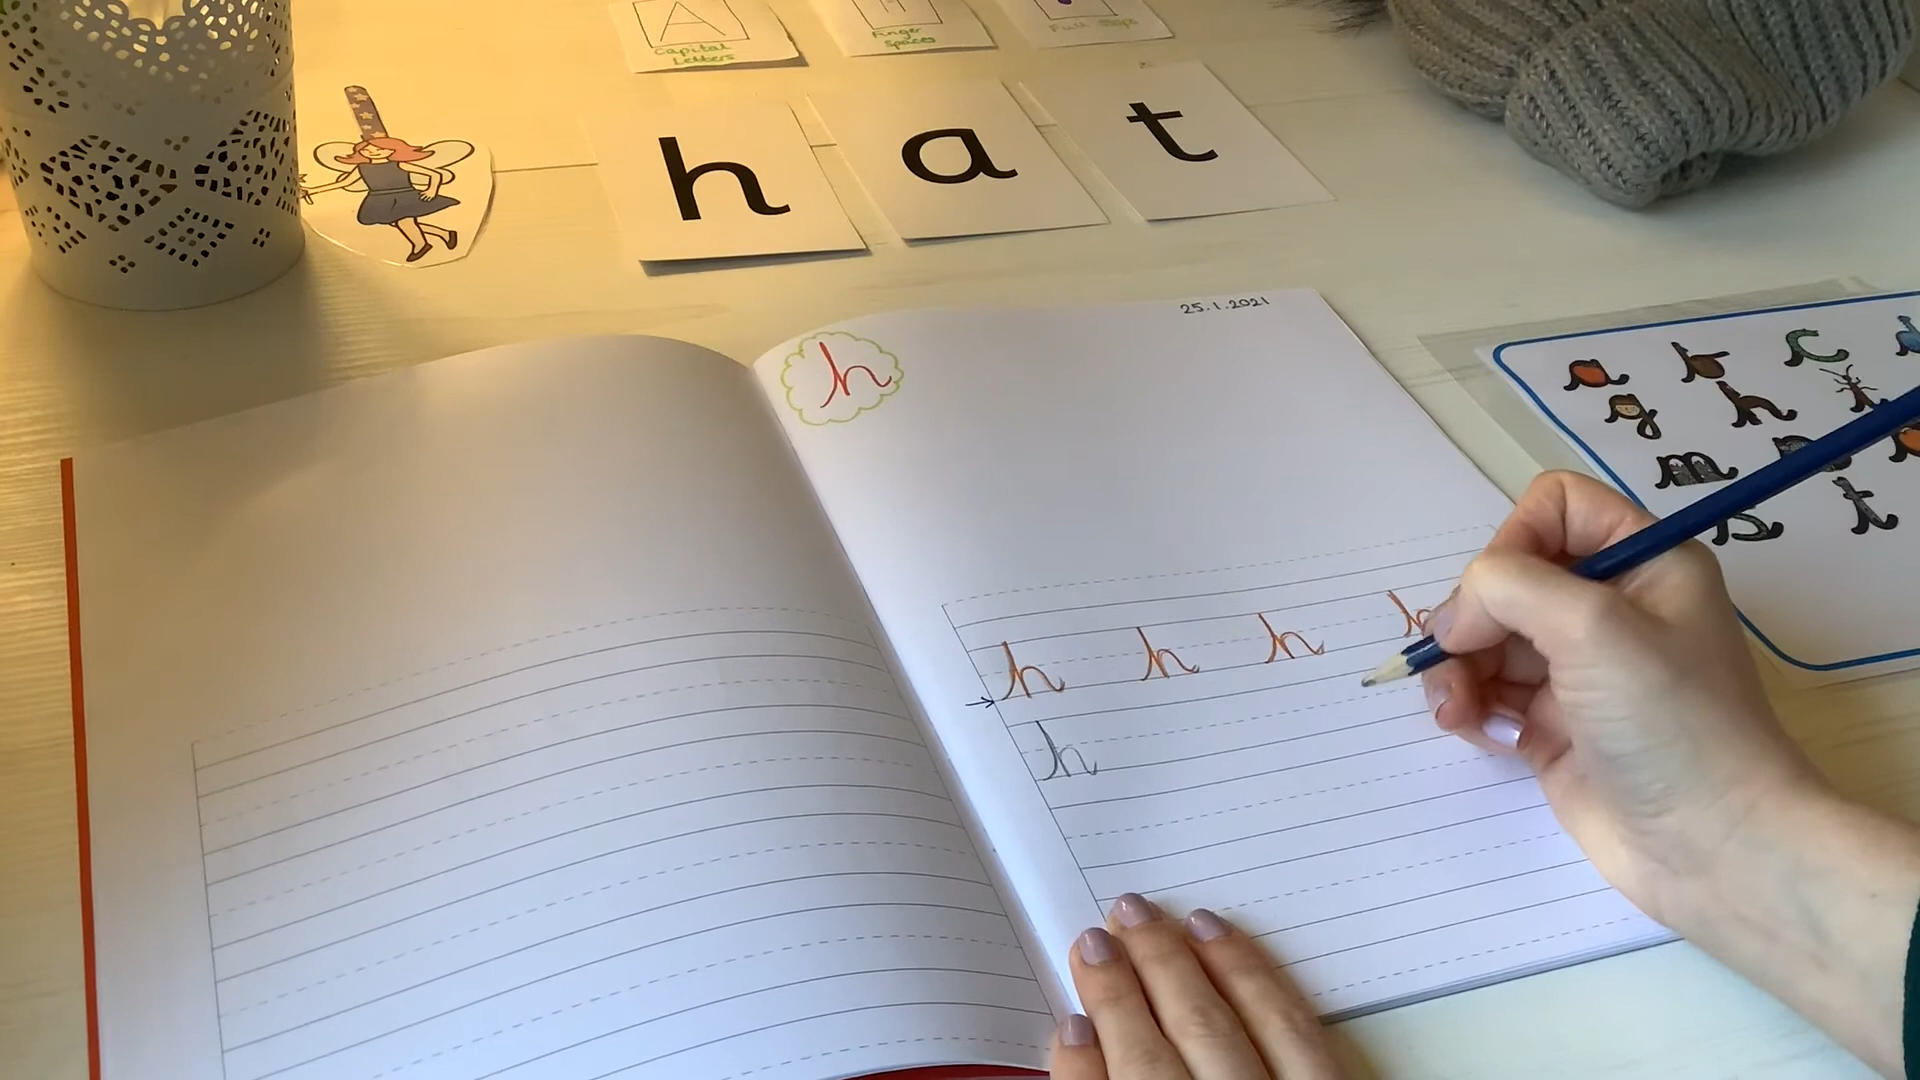 A
Capital
Letters
Finger
Spaces
Full Stops
h a t
25.1.2021
h
h h h h
h
a t c
g h i
m
s t